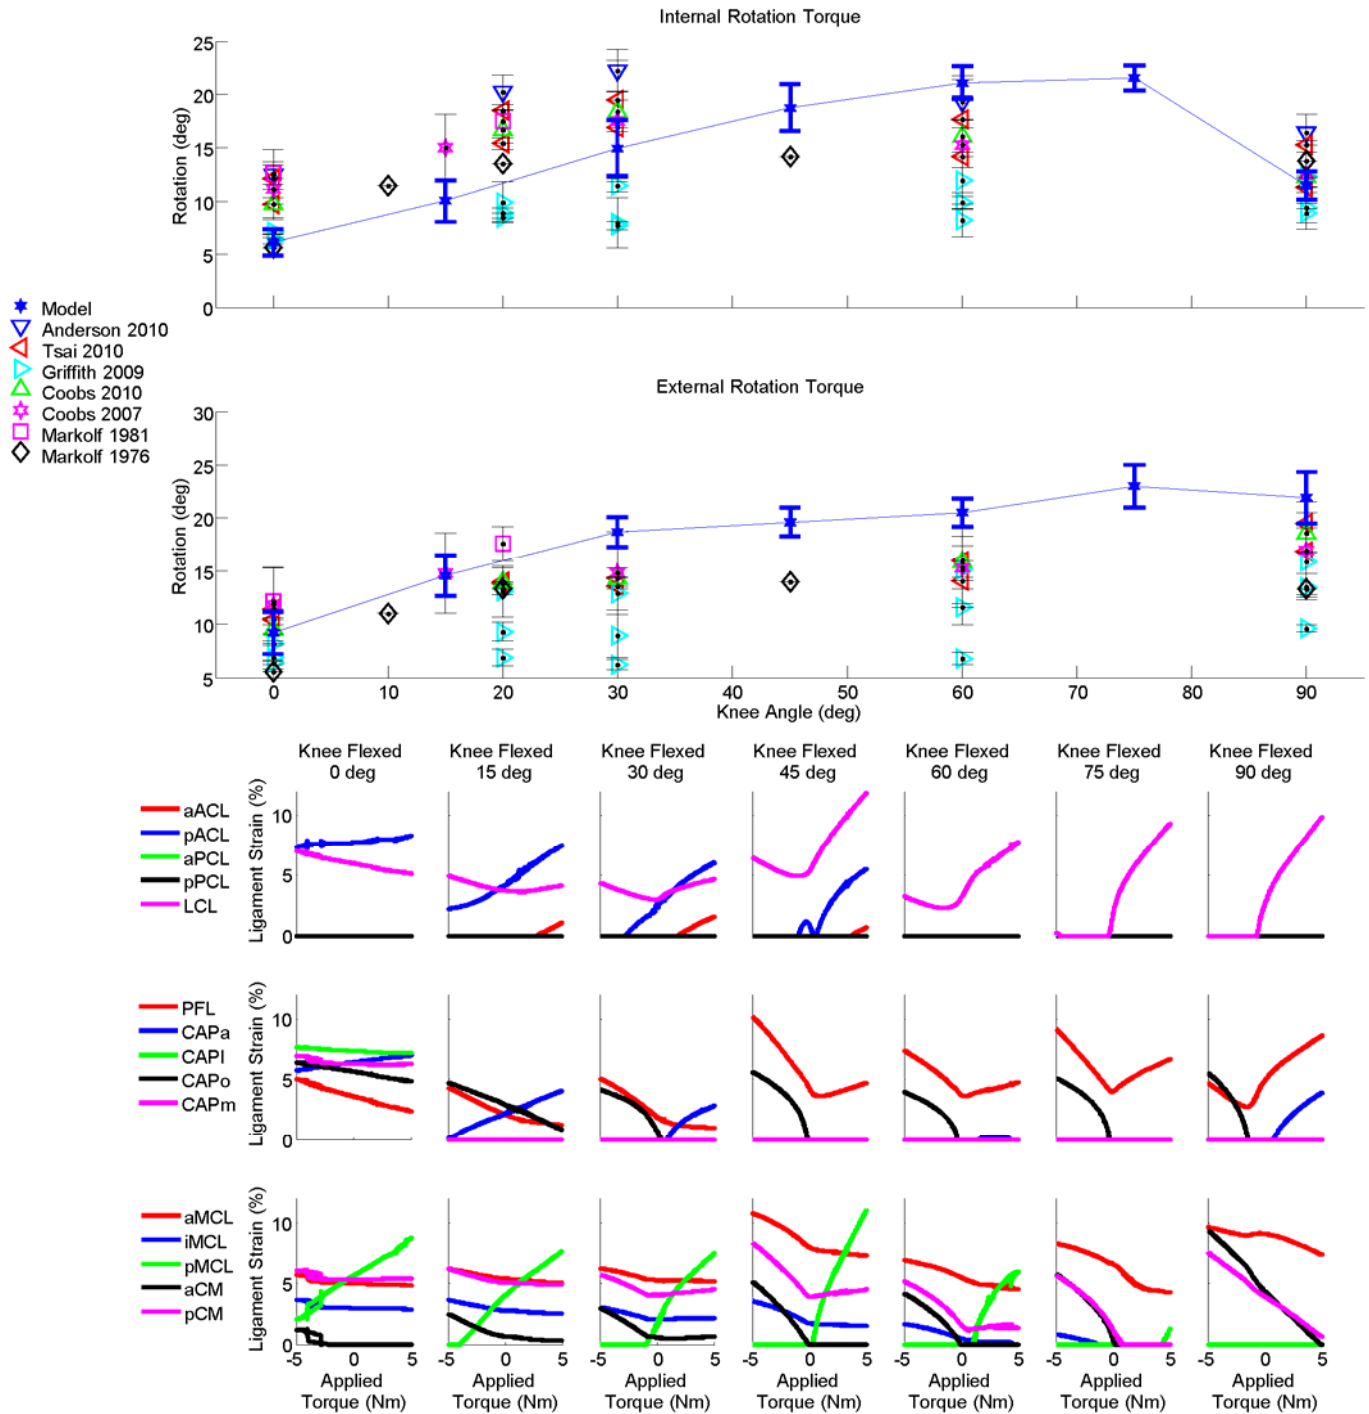 Internal Rotation Torque
25
20
15
10
5
0
Rotation (deg)
Model
Anderson 2010
Tsai 2010
Griffith 2009
Coobs 2010
Coobs 2007
Markolf 1981
Markolf 1976
External Rotation Torque
30
25
20
15
10
5
Rotation (deg)
0 10 20 30 40 50 60 70 80 90
Knee Angle (deg)
Knee Flexed
0 deg
Knee Flexed
15 deg
Knee Flexed
30 deg
Knee Flexed
45 deg
Knee Flexed
60 deg
Knee Flexed
75 deg
Knee Flexed
90 deg
aACL
pACL
aPCL
pPCL
LCL
Ligament Strain (%)
10
5
0
PFL
CAPa
CAPl
CAPo
CAPm
Ligament Strain (%)
10
5
0
aMCL
iMCL
pMCL
aCM
pCM
Ligament Strain (%)
10
5
0
-5 0 5
-5 0 5
-5 0 5
-5 0 5
-5 0 5
-5 0 5
-5 0 5
Applied
Torque (Nm)
Applied
Torque (Nm)
Applied
Torque (Nm)
Applied
Torque (Nm)
Applied
Torque (Nm)
Applied
Torque (Nm)
Applied
Torque (Nm)